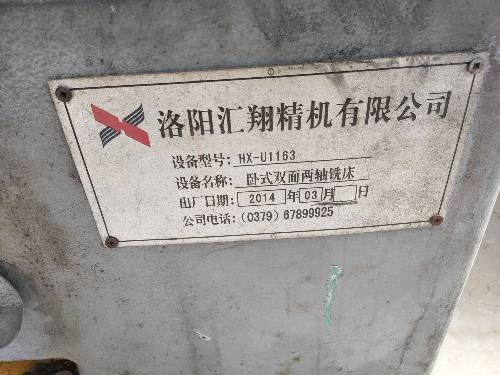 洛阳汇翔精机有限公司
设备型号: HX-U1163
设备名称: 卧式双面两轴铣床
出厂日期: 2014 年 03 月 日
公司电话: (0379) 67899925